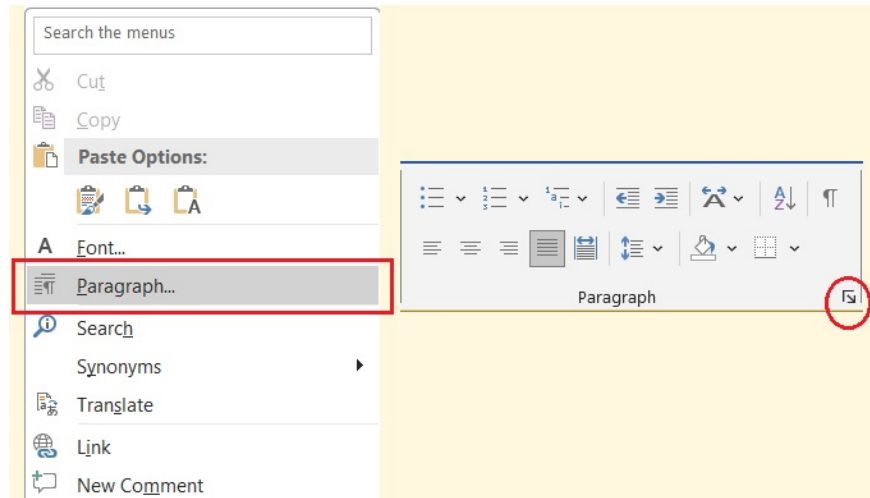 Search the menus
Cut
Copy
Paste Options:
Font...
Paragraph...
Search
Synonyms
Translate
Link
New Comment
Paragraph